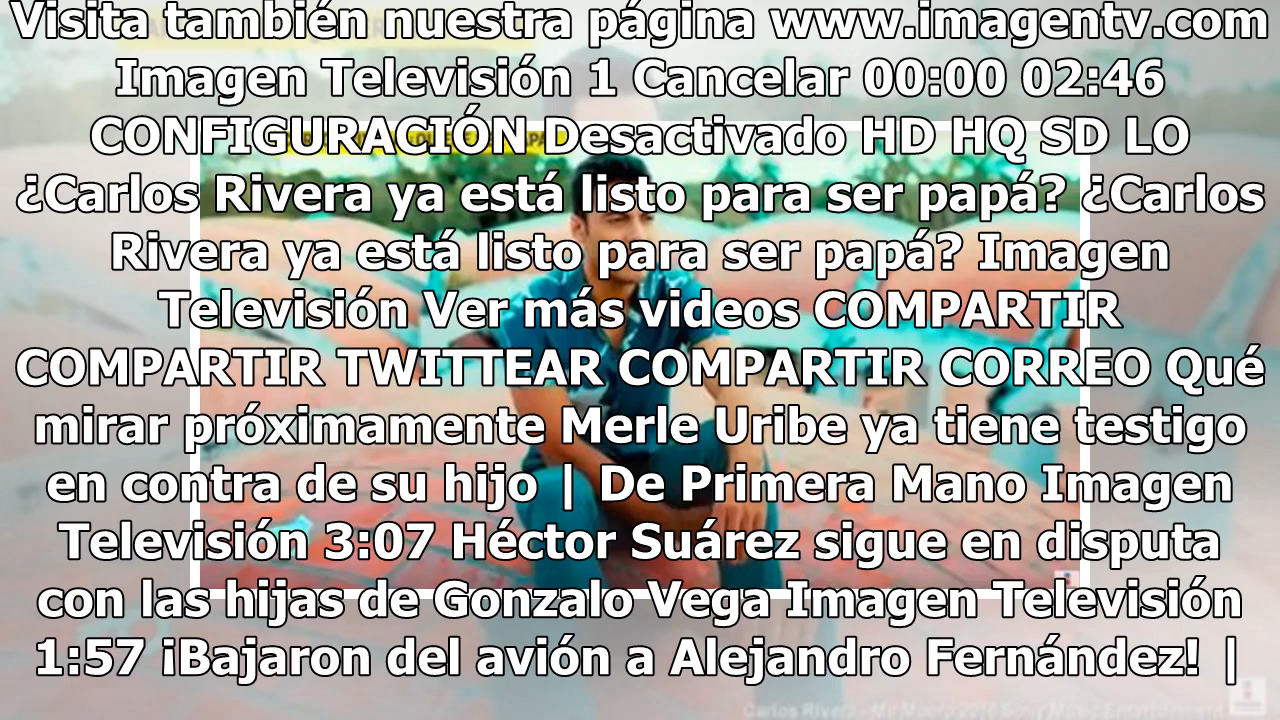 Visita también nuestra página www.imagentv.com
Imagen Televisión 1 Cancelar 00:00 02:46
CONFIGURACIÓN Desactivado HD HQ SD LO
¿Carlos Rivera ya está listo para ser papá? ¿Carlos
Rivera ya está listo para ser papá? Imagen
Televisión Ver más videos COMPARTIR
COMPARTIR TWITTEAR COMPARTIR CORREO Qué
mirar próximamente Merle Uribe ya tiene testigo
en contra de su hijo | De Primera Mano Imagen
Televisión 3:07 Héctor Suárez sigue en disputa
con las hijas de Gonzalo Vega Imagen Televisión
1:57 ¡Bajaron del avión a Alejandro Fernández! |
Carlos Rivera